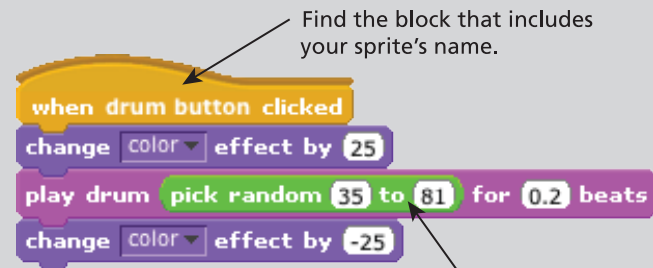 Find the block that includes
your sprite's name.
when drum button clicked
change color effect by 25
play drum pick random 35 to 81 for 0.2 beats
change color effect by -25